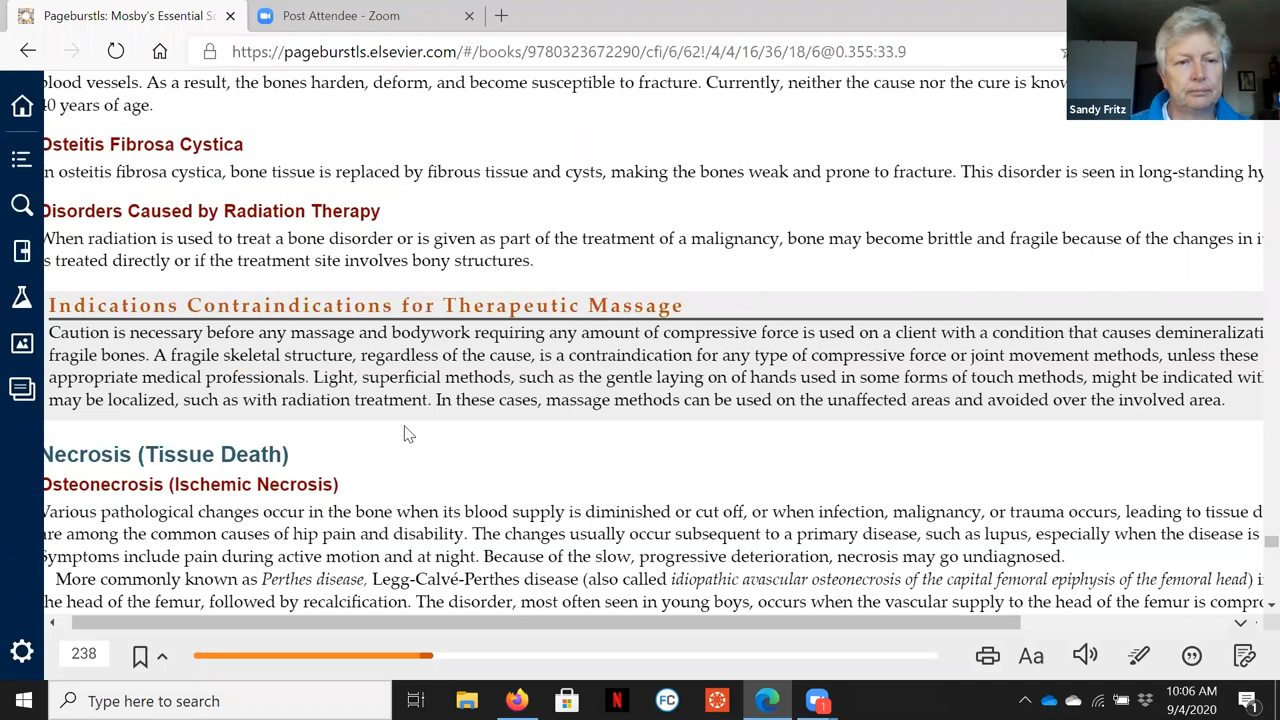 Pageburstls: Mosby's Essential Sc
Post Attendee - Zoom
https://pageburstls.elsevier.com/#/books/9780323672290/cfi/6/62!/4/4/16/36/18/6@0.355:33.9
Sandy Fritz
blood vessels. As a result, the bones harden, deform, and become susceptible to fracture. Currently, neither the cause nor the cure is know
40 years of age.
Osteitis Fibrosa Cystica
In osteitis fibrosa cystica, bone tissue is replaced by fibrous tissue and cysts, making the bones weak and prone to fracture. This disorder is seen in long-standing hy
Disorders Caused by Radiation Therapy
When radiation is used to treat a bone disorder or is given as part of the treatment of a malignancy, bone may become brittle and fragile because of the changes in i
is treated directly or if the treatment site involves bony structures.
Indications Contraindications for Therapeutic Massage
Caution is necessary before any massage and bodywork requiring any amount of compressive force is used on a client with a condition that causes demineralizati
fragile bones. A fragile skeletal structure, regardless of the cause, is a contraindication for any type of compressive force or joint movement methods, unless these
appropriate medical professionals. Light, superficial methods, such as the gentle laying on of hands used in some forms of touch methods, might be indicated wit
may be localized, such as with radiation treatment. In these cases, massage methods can be used on the unaffected areas and avoided over the involved area.
Necrosis (Tissue Death)
Osteonecrosis (Ischemic Necrosis)
Various pathological changes occur in the bone when its blood supply is diminished or cut off, or when infection, malignancy, or trauma occurs, leading to tissue d
are among the common causes of hip pain and disability. The changes usually occur subsequent to a primary disease, such as lupus, especially when the disease is
Symptoms include pain during active motion and at night. Because of the slow, progressive deterioration, necrosis may go undiagnosed.
More commonly known as Perthes disease, Legg-Calvé-Perthes disease (also called idiopathic avascular osteonecrosis of the capital femoral epiphysis of the femoral head) i
the head of the femur, followed by recalcification. The disorder, most often seen in young boys, occurs when the vascular supply to the head of the femur is compro
238
Aa
Type here to search
N
FC
1
10:06 AM
9/4/2020
1